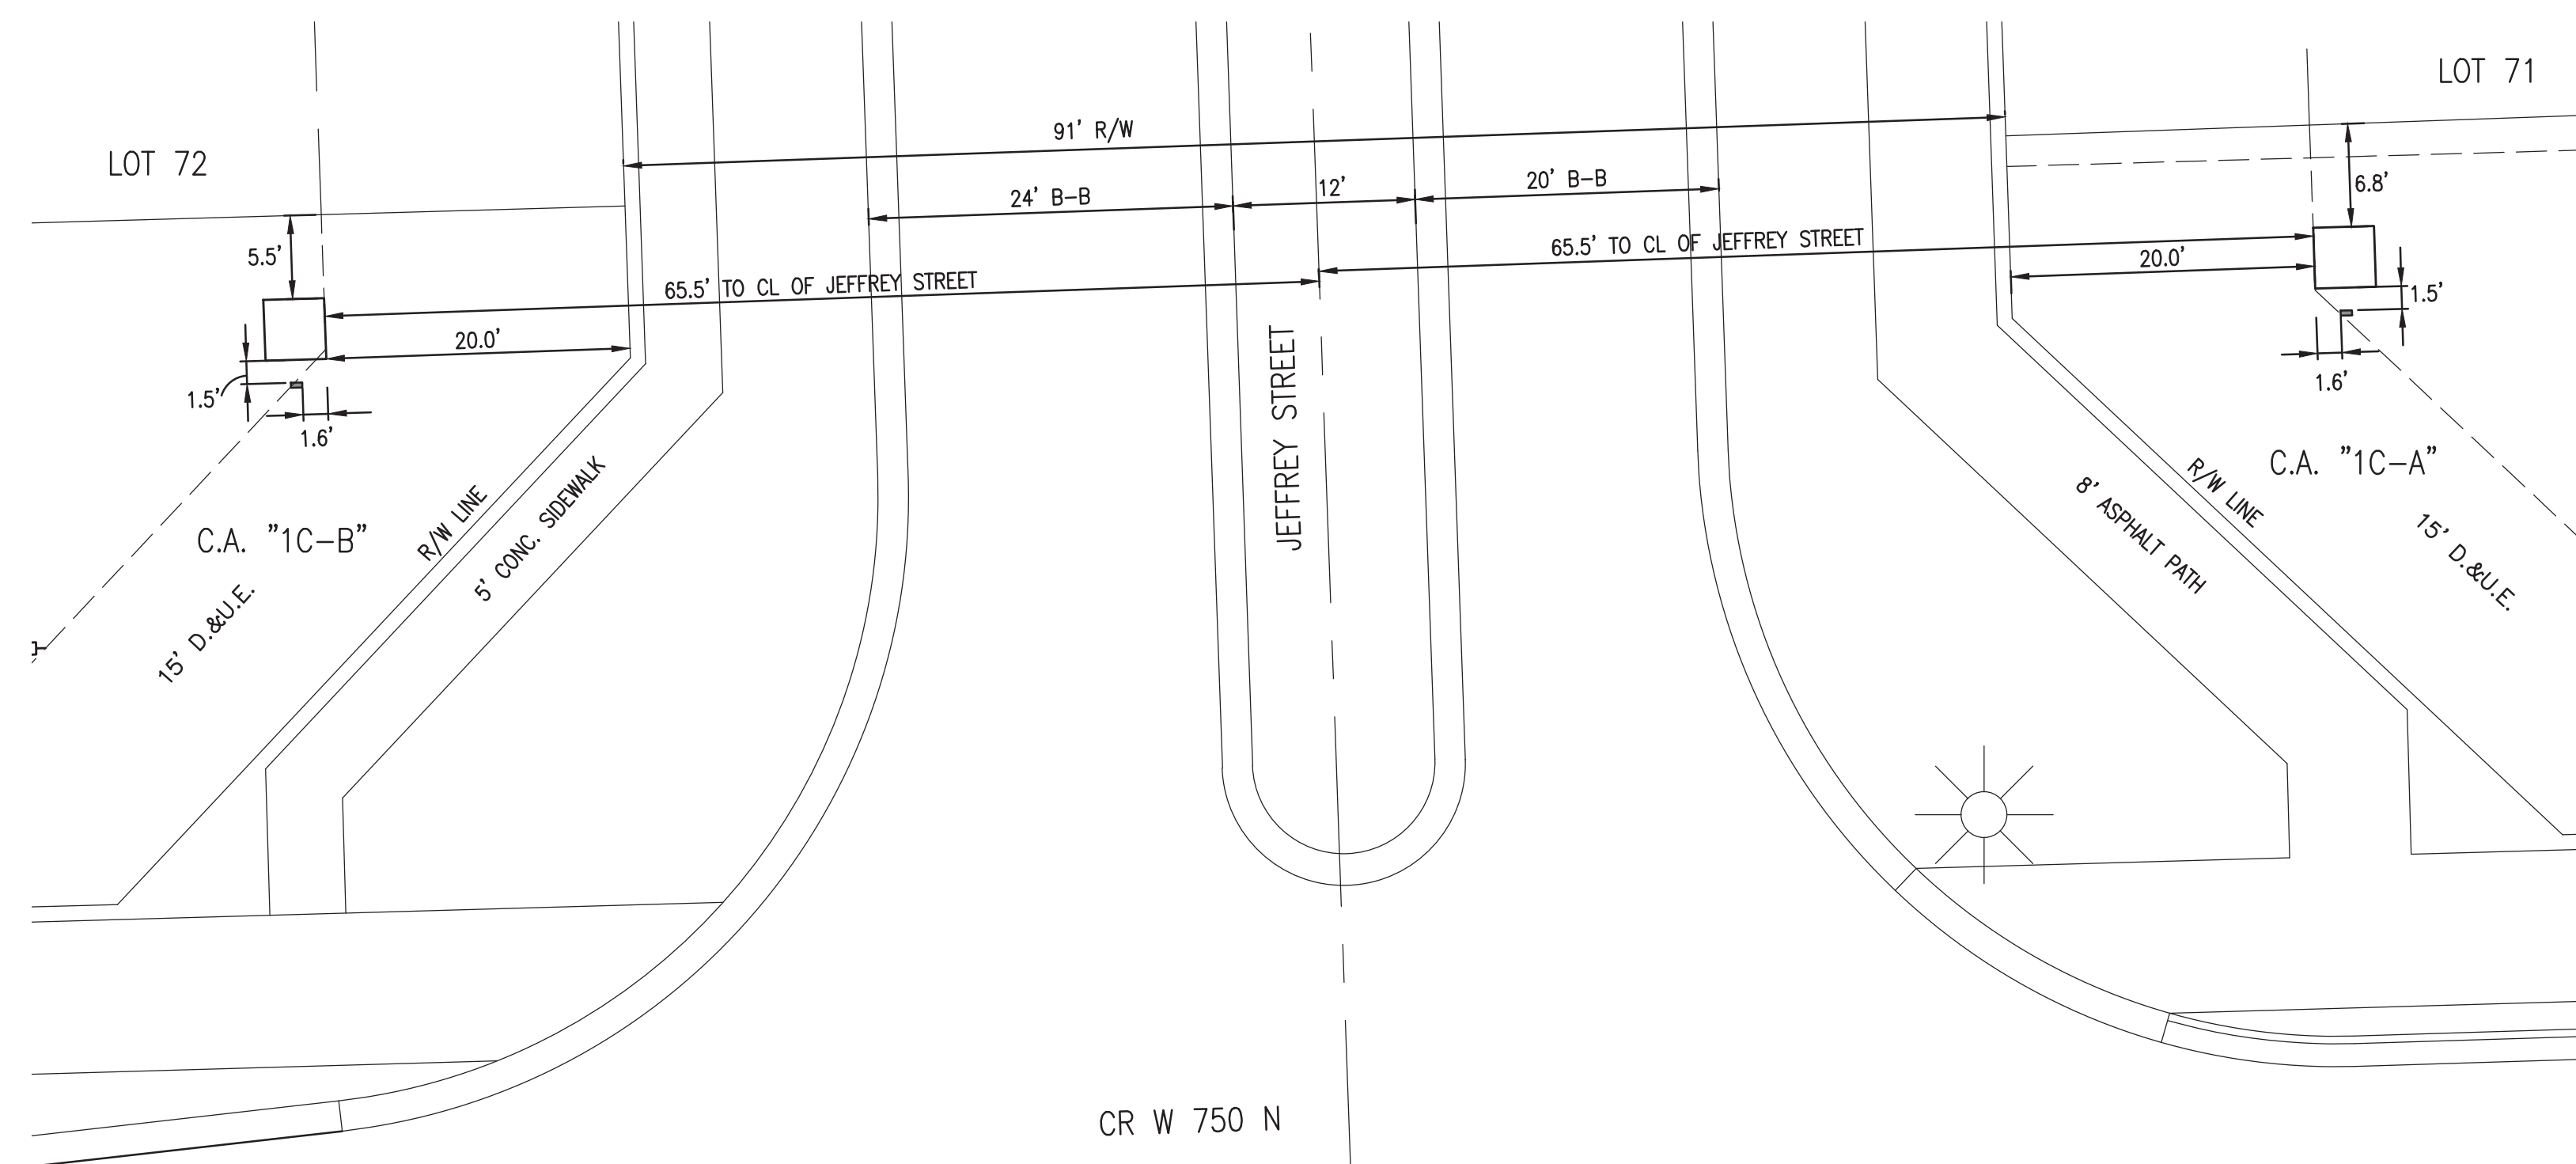 LOT 71
91' R/W
LOT 72
24' B-B
12'
20' B-B
6.8'
5.5'
65.5' TO CL OF JEFFREY STREET
65.5' TO CL OF JEFFREY STREET
20.0'
1.5'
20.0'
1.5'
1.6'
1.6'
JEFFREY STREET
C.A. "1C-B"
R/W LINE
5' CONC. SIDEWALK
15' D.&U.E.
C.A. "1C-A"
R/W LINE
8' ASPHALT PATH
15' D.&U.E.
CR W 750 N